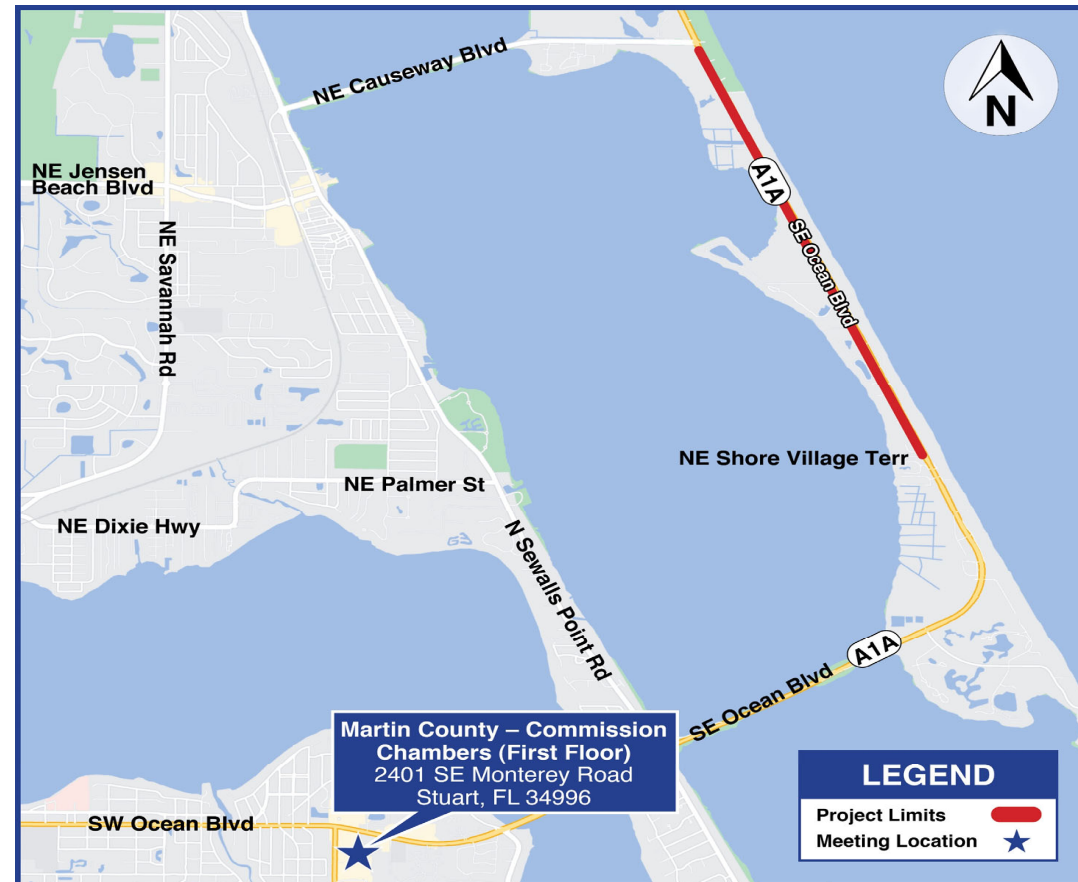 NE Causeway Blvd
N
NE Jensen
Beach Blvd
A1A
NE Savannah Rd
SE Ocean Blvd
NE Shore Village Terr
NE Palmer St
NE Dixie Hwy
N Sewalls Point Rd
A1A
SE Ocean Blvd
Martin County – Commission
Chambers (First Floor)
2401 SE Monterey Road
Stuart, FL 34996
SW Ocean Blvd
LEGEND
Project Limits
Meeting Location